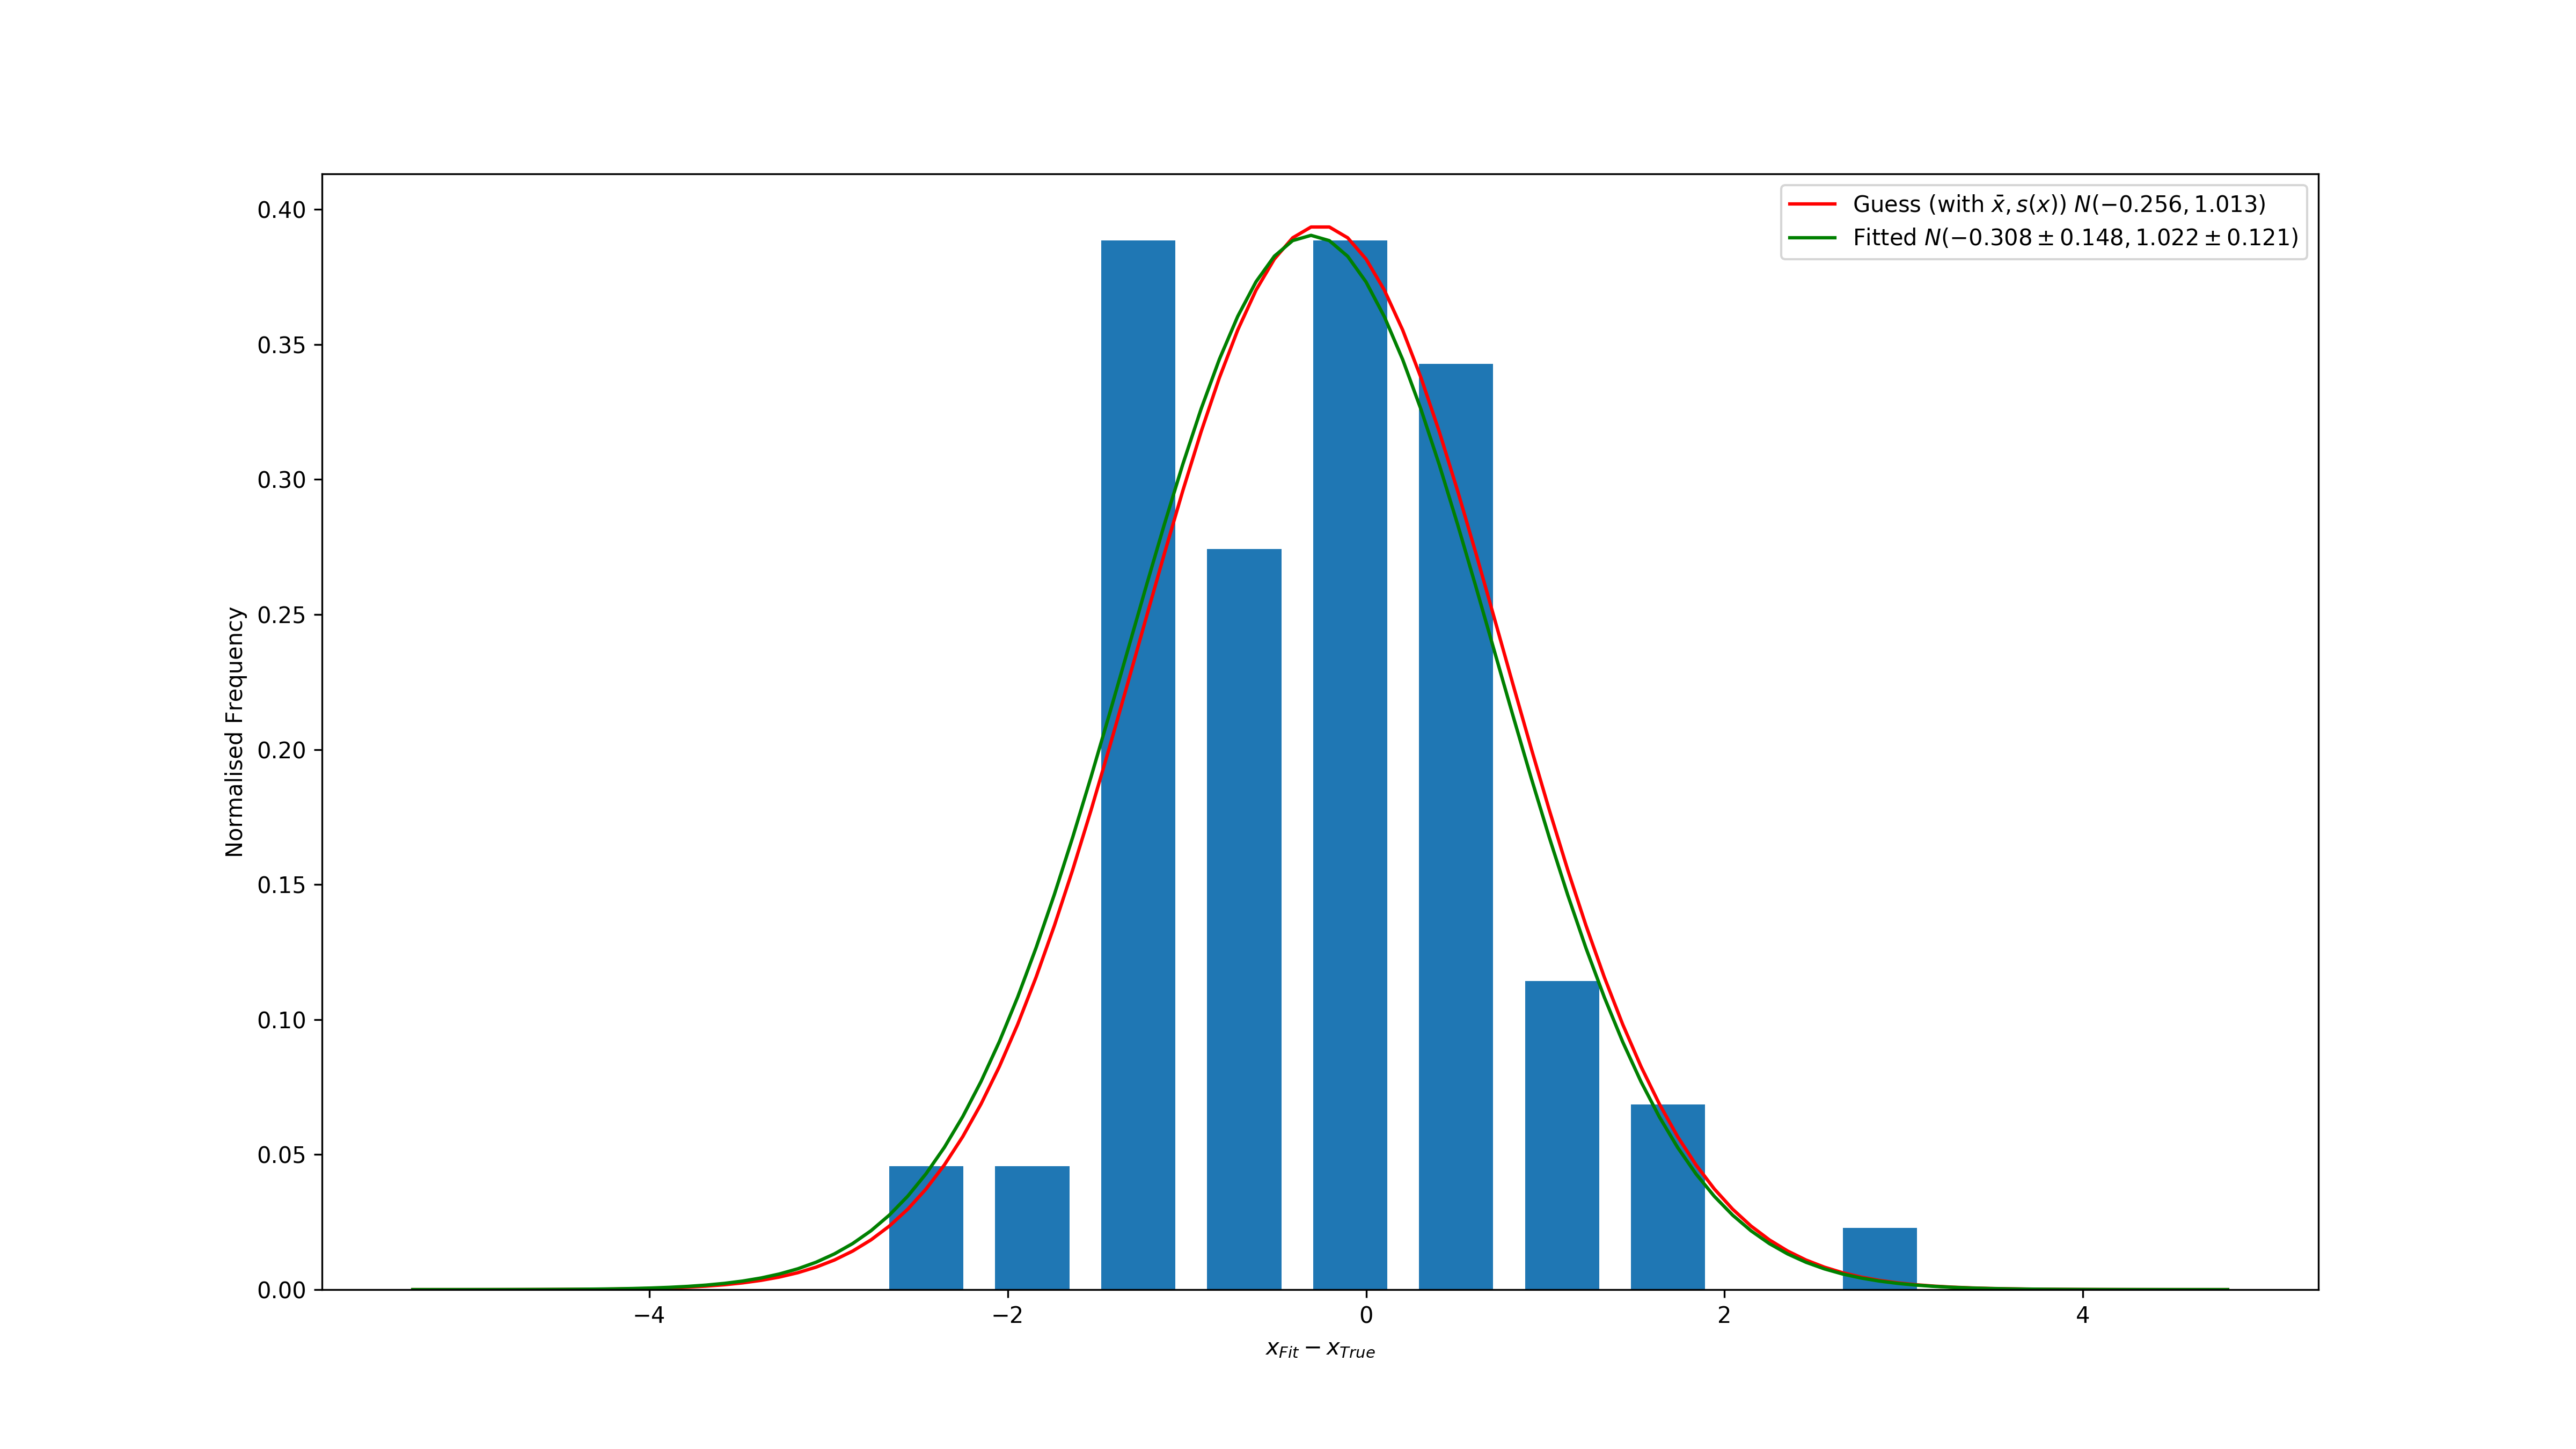 Guess (with x̄, s(x)) N(−0.256, 1.013)
Fitted N(−0.308 ± 0.148, 1.022 ± 0.121)
0.40
0.35
0.30
0.25
0.20
0.15
0.10
0.05
0.00
Normalised Frequency
−4 −2 0 2 4
x_Fit − x_True